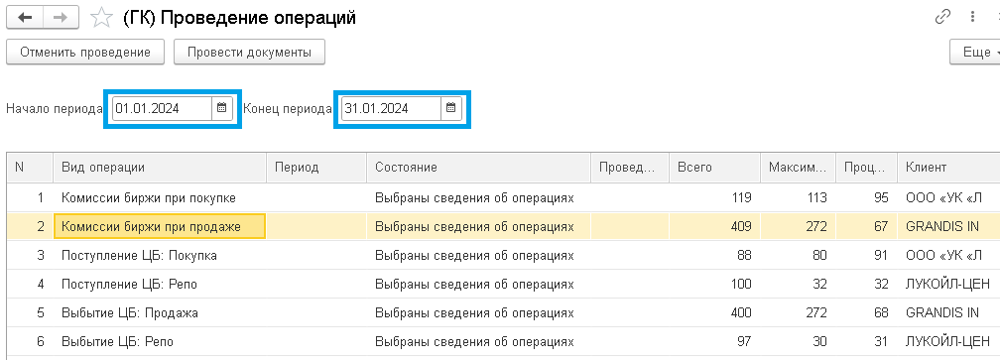 (ГК) Проведение операций
Отменить проведение Провести документы Еще
Начало периода 01.01.2024 Конец периода 31.01.2024
N Вид операции Период Состояние Провед... Всего Максим... Проц... Клиент
1 Комиссии биржи при покупке Выбраны сведения об операциях 119 113 95 ООО «УК «Л
2 Комиссии биржи при продаже Выбраны сведения об операциях 409 272 67 GRANDIS IN
3 Поступление ЦБ: Покупка Выбраны сведения об операциях 88 80 91 ООО «УК «Л
4 Поступление ЦБ: Репо Выбраны сведения об операциях 100 32 32 ЛУКОЙЛ-ЦЕН
5 Выбытие ЦБ: Продажа Выбраны сведения об операциях 400 272 68 GRANDIS IN
6 Выбытие ЦБ: Репо Выбраны сведения об операциях 97 30 31 ЛУКОЙЛ-ЦЕН